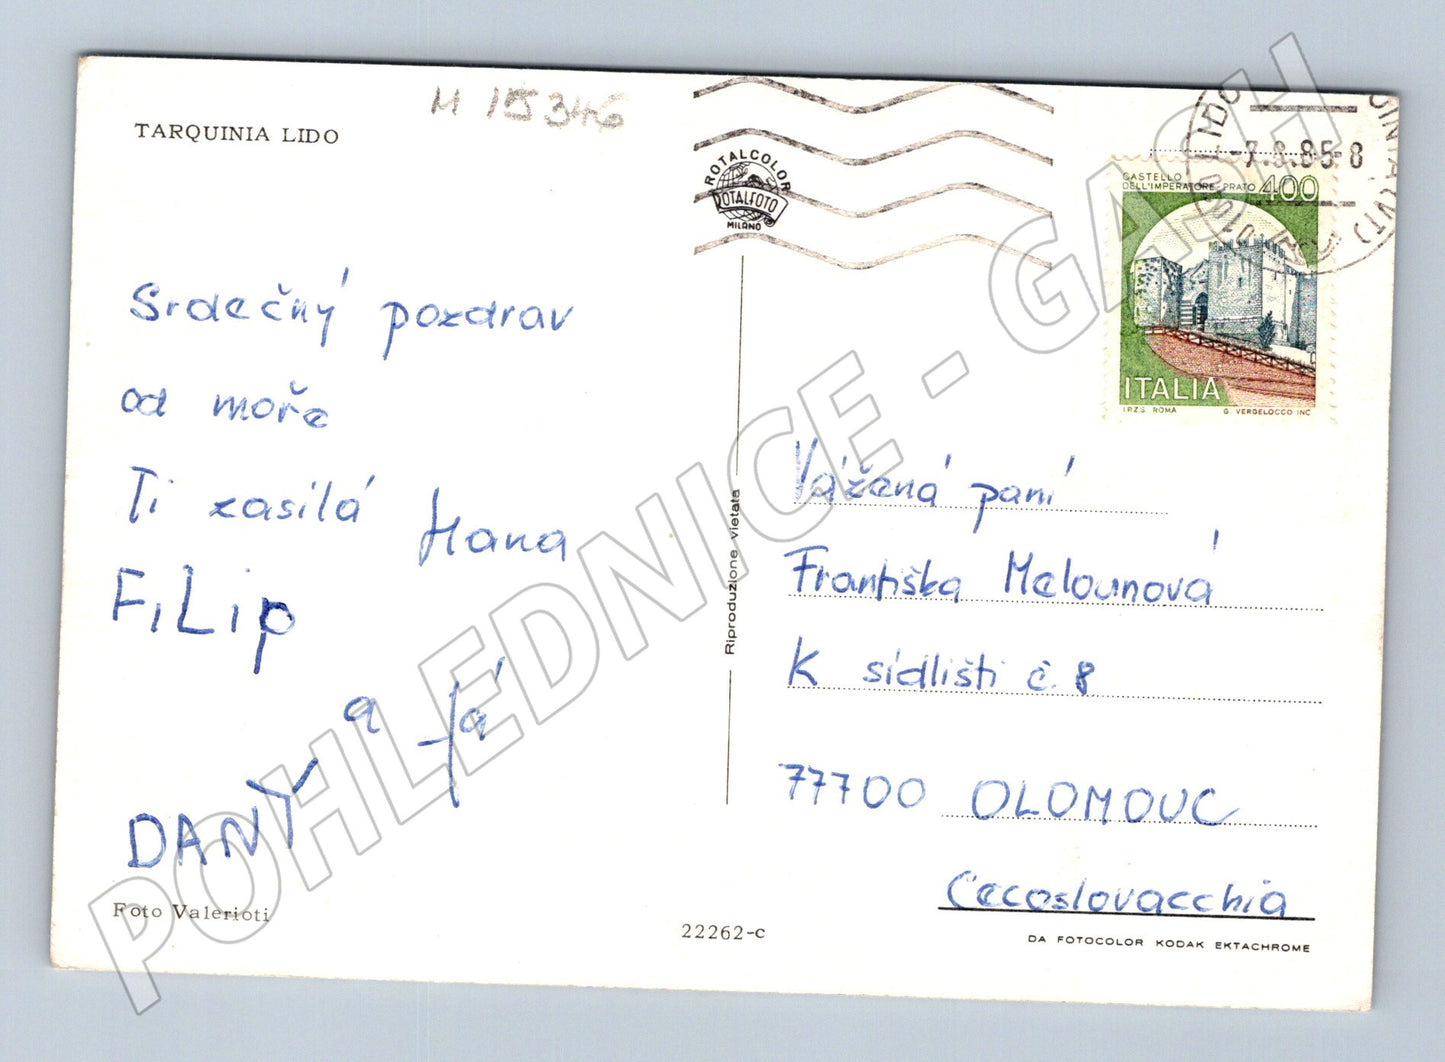 TARQUINIA LIDO
M 15346
ROTALCOLOR
ROTALFOTO
MILANO
-7.8.85-8
CASTELLO
DELL'IMPERATORE PRATO 400
ITALIA
I.P.Z.S. ROMA G. VERGELOCCO INC
Srdečný pozdrav
od moře
Ti zasílá Hana
FiLip
a já
DANY
Foto Valerioti
22262-C
Riproduzione vietata
Vážená paní
Františka Melounová
K sídlišti č. 8
77700 OLOMOUC
Cecoslovacchia
DA FOTOCOLOR KODAK EKTACHROME
POHLEDNICE - GASH